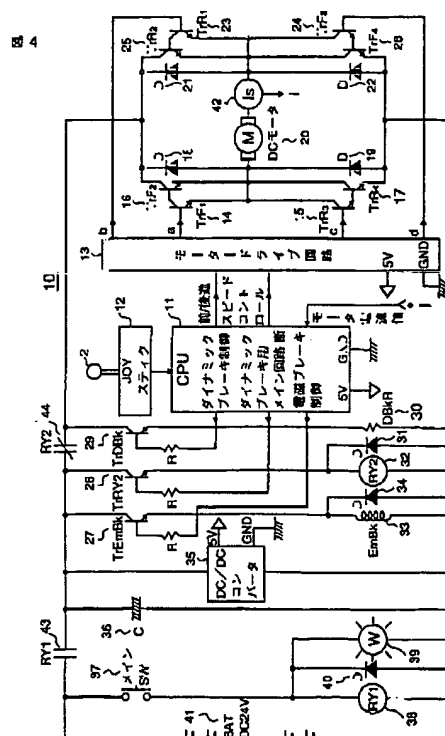 図 4
10
RY1 43
RY2 44
37 メイン SW
36 C
41 BAT DC24V
38 RY1
40
39 W
35 DC/DC コンバータ
5V
GND
27 TrEmBk
28 TrRY2
29 TrDBk
R
R
R
33 EmBk
34
32 RY2
31
30 DBkR
2
12 JOY スティク
11 CPU
ダイナミック
ブレーキ制御
ダイナミック
ブレーキ用
メイン回路 断
電磁ブレーキ
制御
前/後進
スピード
コント
ロール
モータ電流値
I
5V
GND
13 モータードライブ回路
5V
GND
a
b
c
d
14 TrF1
16 TrF2
15 TrR3
17 TrR4
18 D
19 D
20 DCモータ
M
42 Is
I
21 D
22 D
23 TrR1
25 TrR2
24 TrF3
26 TrF4